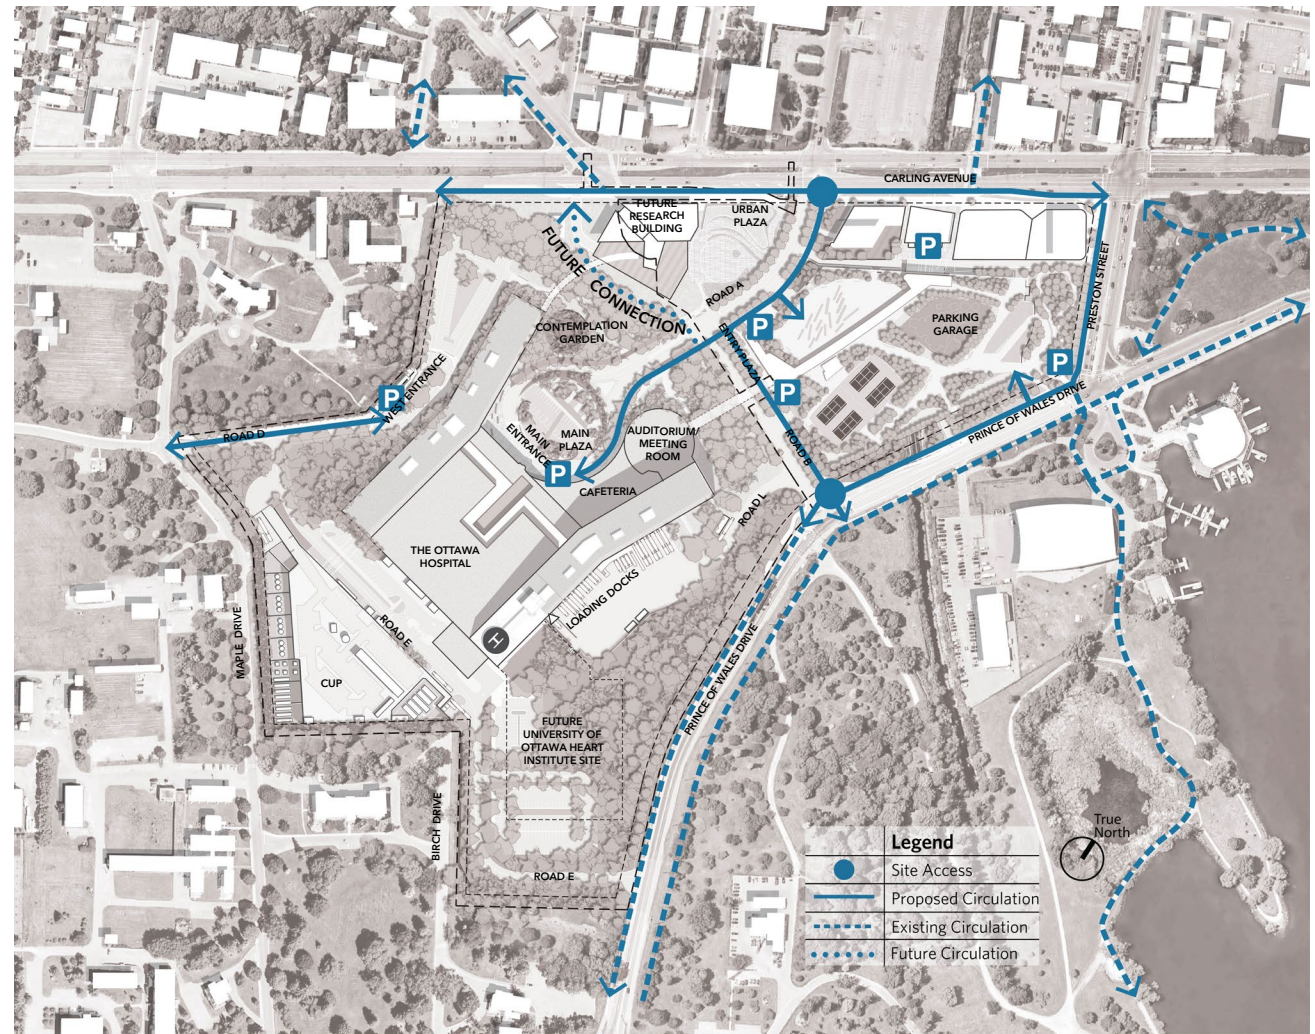 CARLING AVENUE
FUTURE
RESEARCH
BUILDING
URBAN
PLAZA
P
FUTURE CONNECTION
ROAD A
PRESTON STREET
CONTEMPLATION
GARDEN
ENTRY PLAZA
P
PARKING
GARAGE
P
P
P
WEST ENTRANCE
ROAD D
MAIN
ENTRANCE
MAIN
PLAZA
AUDITORIUM/
MEETING
ROOM
ROAD B
PRINCE OF WALES DRIVE
P
CAFETERIA
ROAD L
THE OTTAWA
HOSPITAL
LOADING DOCKS
H
ROAD E
MAPLE DRIVE
CUP
PRINCE OF WALES DRIVE
FUTURE
UNIVERSITY OF
OTTAWA HEART
INSTITUTE SITE
BIRCH DRIVE
ROAD E
True
North
Legend
Site Access
Proposed Circulation
Existing Circulation
Future Circulation